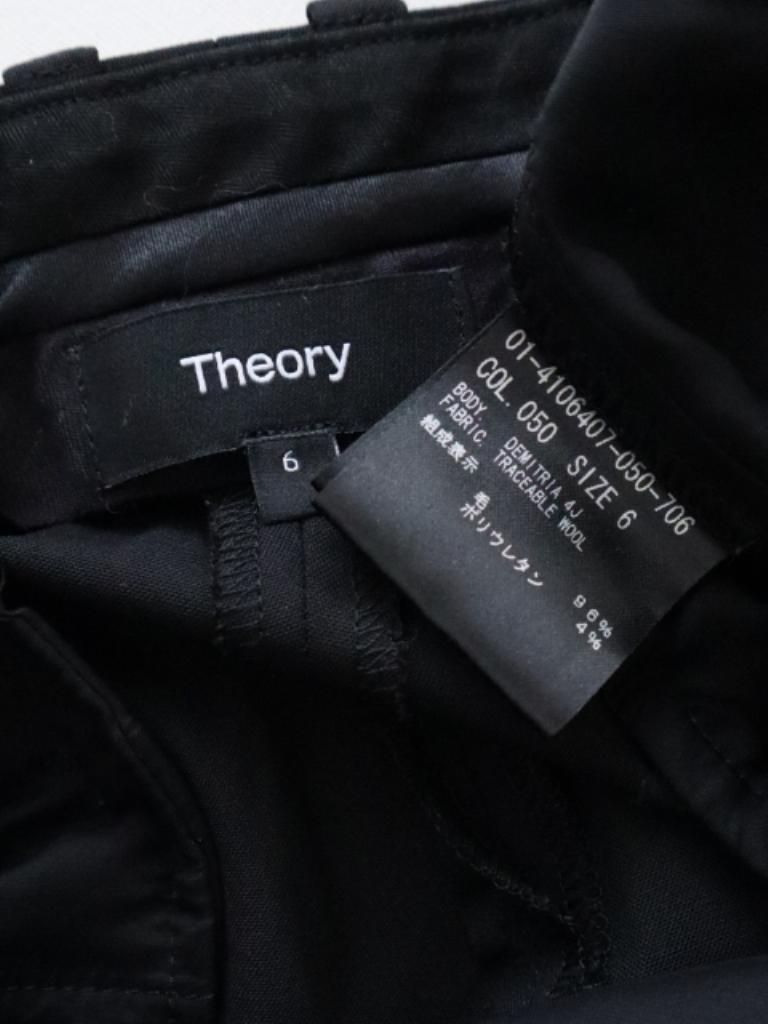 Theory
6
01-4106407-050-706
COL. 050 SIZE 6
BODY. DEMITRIA 4J
FABRIC TRACEABLE WOOL
組成表示
毛 96%
ポリウレタン 4%